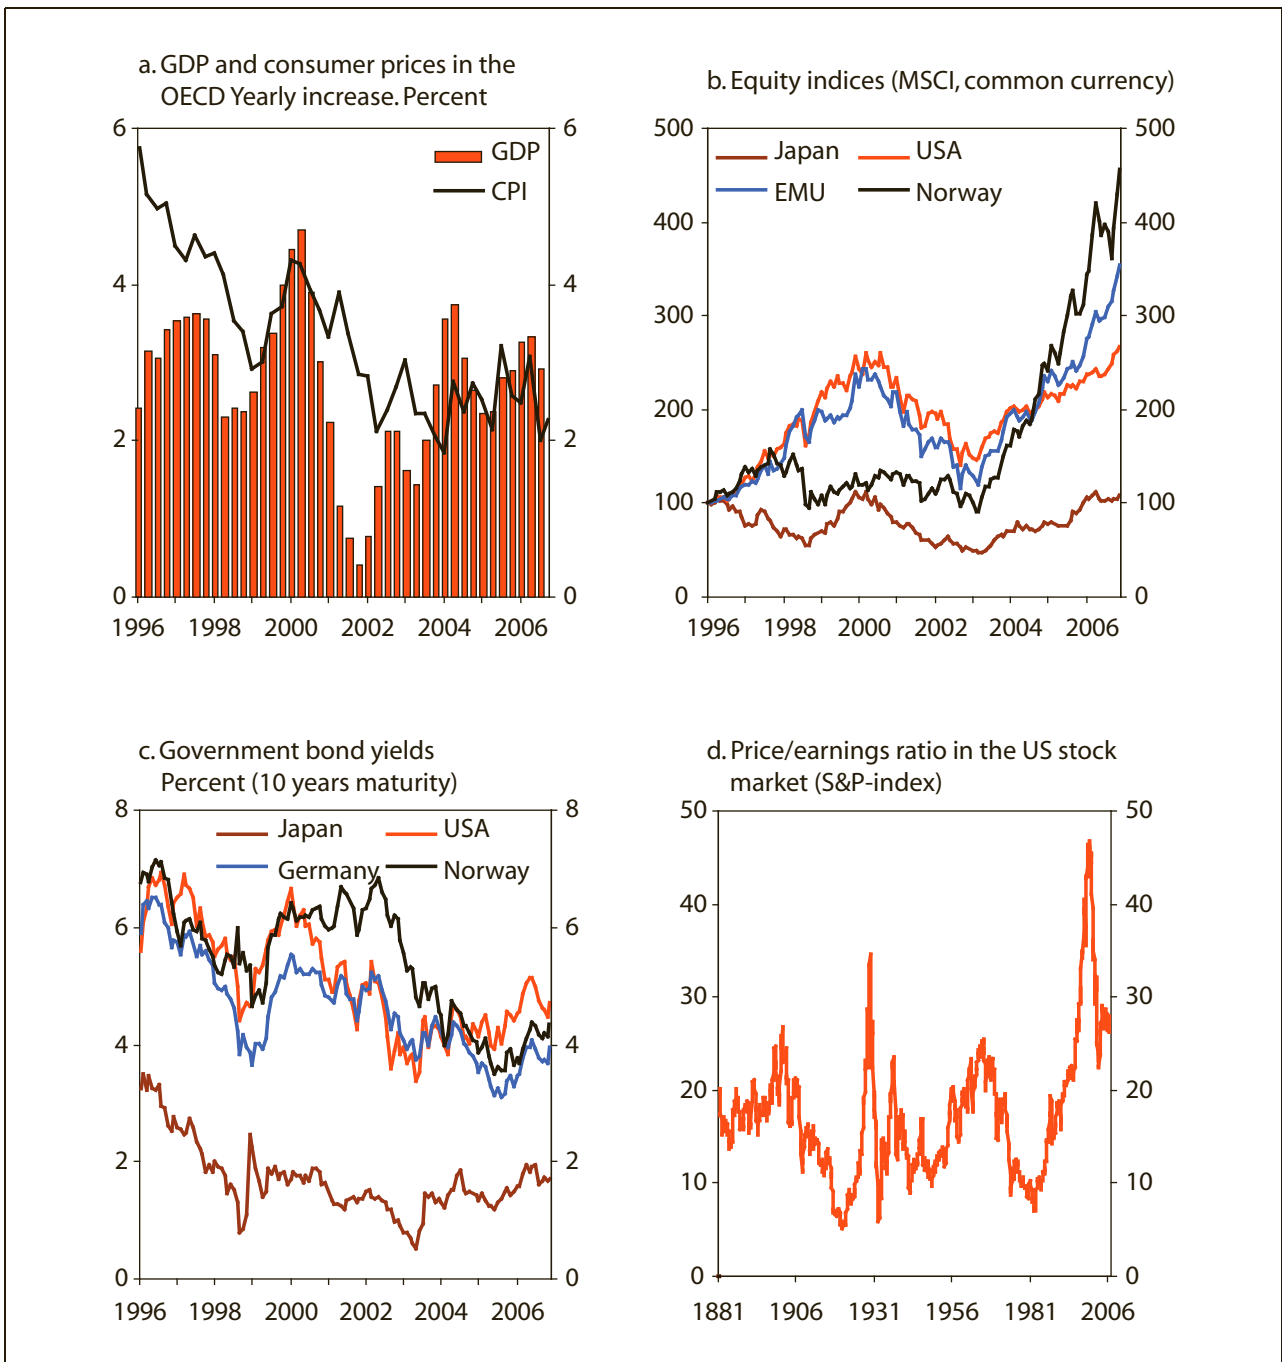 a. GDP and consumer prices in the
OECD Yearly increase. Percent
6 6
GDP
CPI
4 4
2 2
0 0
1996 1998 2000 2002 2004 2006
b. Equity indices (MSCI, common currency)
500 500
Japan USA
EMU Norway
400 400
300 300
200 200
100 100
0 0
1996 1998 2000 2002 2004 2006
c. Government bond yields
Percent (10 years maturity)
8 8
Japan USA
Germany Norway
6 6
4 4
2 2
0 0
1996 1998 2000 2002 2004 2006
d. Price/earnings ratio in the US stock
market (S&P-index)
50 50
40 40
30 30
20 20
10 10
0 0
1881 1906 1931 1956 1981 2006